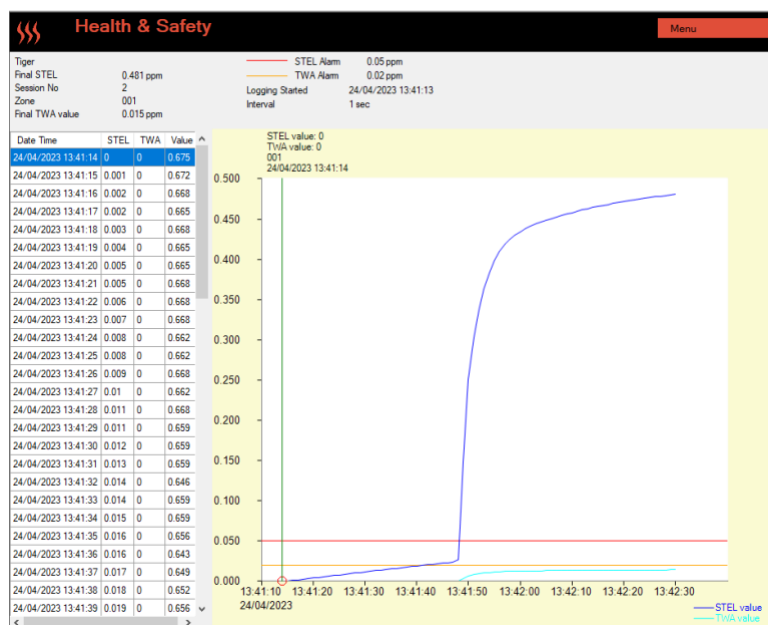 Health & Safety
Menu
Tiger
Final STEL 0.481 ppm
Session No 2
Zone 001
Final TWA value 0.015 ppm
STEL Alarm 0.05 ppm
TWA Alarm 0.02 ppm
Logging Started 24/04/2023 13:41:13
Interval 1 sec
Date Time STEL TWA Value
24/04/2023 13:41:14 0 0 0.675
24/04/2023 13:41:15 0.001 0 0.672
24/04/2023 13:41:16 0.002 0 0.668
24/04/2023 13:41:17 0.002 0 0.665
24/04/2023 13:41:18 0.003 0 0.668
24/04/2023 13:41:19 0.004 0 0.665
24/04/2023 13:41:20 0.005 0 0.665
24/04/2023 13:41:21 0.005 0 0.668
24/04/2023 13:41:22 0.006 0 0.668
24/04/2023 13:41:23 0.007 0 0.668
24/04/2023 13:41:24 0.008 0 0.662
24/04/2023 13:41:25 0.008 0 0.662
24/04/2023 13:41:26 0.009 0 0.668
24/04/2023 13:41:27 0.01 0 0.662
24/04/2023 13:41:28 0.011 0 0.668
24/04/2023 13:41:29 0.011 0 0.659
24/04/2023 13:41:30 0.012 0 0.659
24/04/2023 13:41:31 0.013 0 0.659
24/04/2023 13:41:32 0.014 0 0.646
24/04/2023 13:41:33 0.014 0 0.659
24/04/2023 13:41:34 0.015 0 0.659
24/04/2023 13:41:35 0.016 0 0.656
24/04/2023 13:41:36 0.016 0 0.643
24/04/2023 13:41:37 0.017 0 0.649
24/04/2023 13:41:38 0.018 0 0.652
24/04/2023 13:41:39 0.019 0 0.656
STEL value: 0
TWA value: 0
001
24/04/2023 13:41:14
0.500
0.450
0.400
0.350
0.300
0.250
0.200
0.150
0.100
0.050
0.000
13:41:10 13:41:20 13:41:30 13:41:40 13:41:50 13:42:00 13:42:10 13:42:20 13:42:30
24/04/2023
STEL value
TWA value